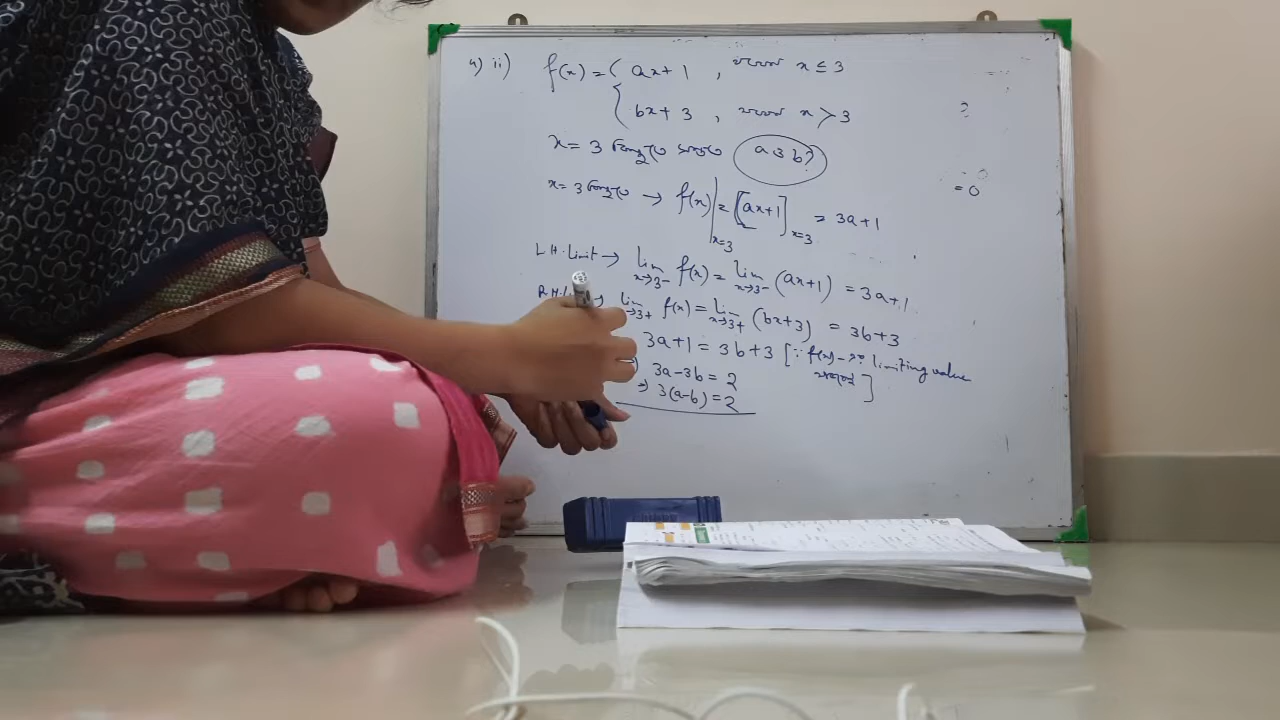 4) ii) f(x) = { ax+1 , যখন x ≤ 3
{ bx+3 , যখন x > 3 ?
x = 3 বিন্দুতে সন্তত a ও b?
= 0
x = 3 বিন্দুতে → f(x)|x=3 = [ax+1]x=3 = 3a+1
L.H. limit → lim x→3- f(x) = lim x→3- (ax+1) = 3a+1
R.H. → lim x→3+ f(x) = lim x→3+ (bx+3) = 3b+3
3a+1 = 3b+3 [∵ f(x)-এর limiting value
3a-3b = 2 ]
⇒ 3(a-b) = 2